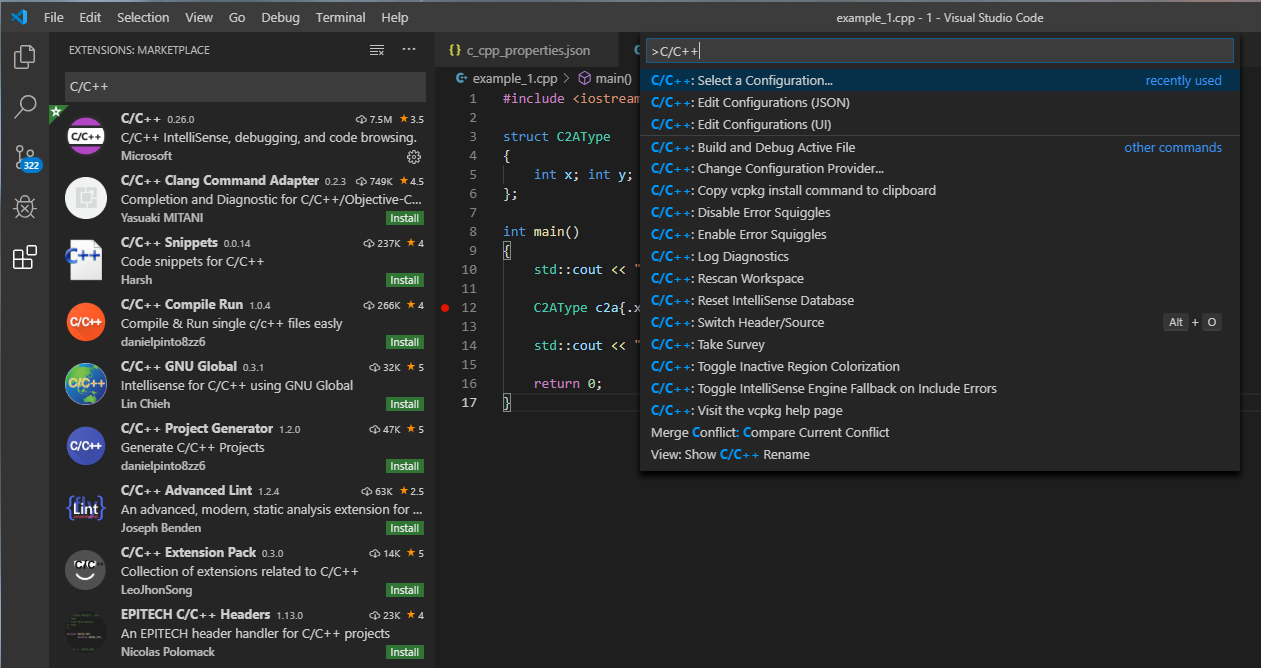 File Edit Selection View Go Debug Terminal Help
example_1.cpp - 1 - Visual Studio Code
EXTENSIONS: MARKETPLACE
C/C++
322
C/C++ 0.26.0 7.5M ★3.5
C/C++ IntelliSense, debugging, and code browsing.
Microsoft
C/C++
C/C++ Clang Command Adapter 0.2.3 749K ★4.5
Completion and Diagnostic for C/C++/Objective-C...
Yasuaki MITANI Install
C/C++ Snippets 0.0.14 237K ★4
Code snippets for C/C++
Harsh Install
C++
C/C++ Compile Run 1.0.4 266K ★4
Compile & Run single c/c++ files easly
danielpinto8zz6 Install
C/C++
C/C++ GNU Global 0.3.1 32K ★5
Intellisense for C/C++ using GNU Global
Lin Chieh Install
C/C++
C/C++ Project Generator 1.2.0 47K ★5
Generate C/C++ Projects
danielpinto8zz6 Install
C/C++
C/C++ Advanced Lint 1.2.4 63K ★2.5
An advanced, modern, static analysis extension for ...
Joseph Benden Install
{Lint}
C/C++ Extension Pack 0.3.0 14K ★5
Collection of extensions related to C/C++
LeoJhonSong Install
C/C++
EPITECH C/C++ Headers 1.13.0 23K ★4
An EPITECH header handler for C/C++ projects
Nicolas Polomack Install
{} c_cpp_properties.json
example_1.cpp > main()
1 #include <iostream
2
3 struct C2AType
4 {
5 int x; int y;
6 };
7
8 int main()
9 {
10 std::cout << "
11
12 C2AType c2a{.x
13
14 std::cout << "
15
16 return 0;
17 }
>C/C++
C/C++: Select a Configuration... recently used
C/C++: Edit Configurations (JSON)
C/C++: Edit Configurations (UI)
C/C++: Build and Debug Active File other commands
C/C++: Change Configuration Provider...
C/C++: Copy vcpkg install command to clipboard
C/C++: Disable Error Squiggles
C/C++: Enable Error Squiggles
C/C++: Log Diagnostics
C/C++: Rescan Workspace
C/C++: Reset IntelliSense Database
C/C++: Switch Header/Source Alt + O
C/C++: Take Survey
C/C++: Toggle Inactive Region Colorization
C/C++: Toggle IntelliSense Engine Fallback on Include Errors
C/C++: Visit the vcpkg help page
Merge Conflict: Compare Current Conflict
View: Show C/C++ Rename